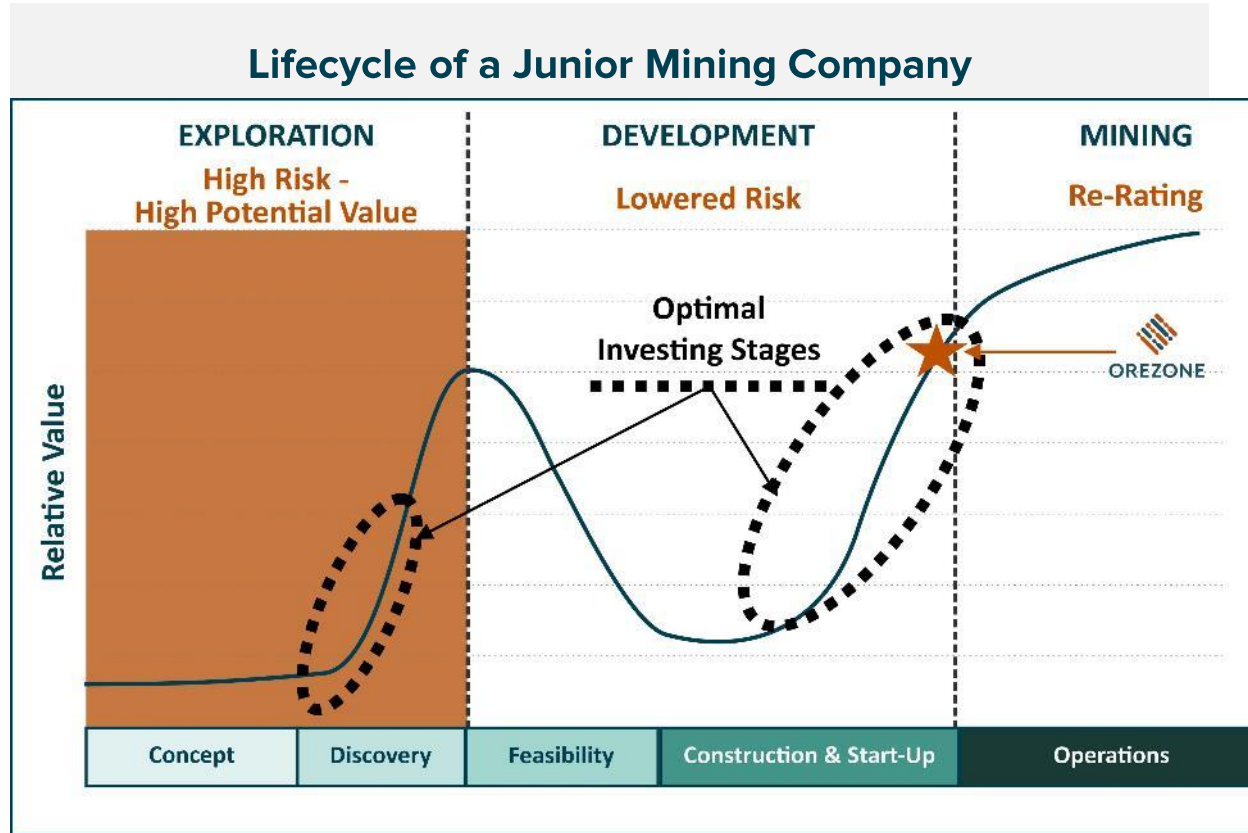 Lifecycle of a Junior Mining Company
EXPLORATION
High Risk -
High Potential Value
DEVELOPMENT
Lowered Risk
MINING
Re-Rating
Optimal
Investing Stages
OREZONE
Relative Value
Concept
Discovery
Feasibility
Construction & Start-Up
Operations